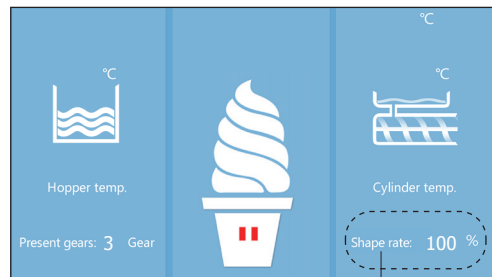 °C
°C
°C
Hopper temp.
Cylinder temp.
Present gears: 3 Gear
Shape rate: 100 %